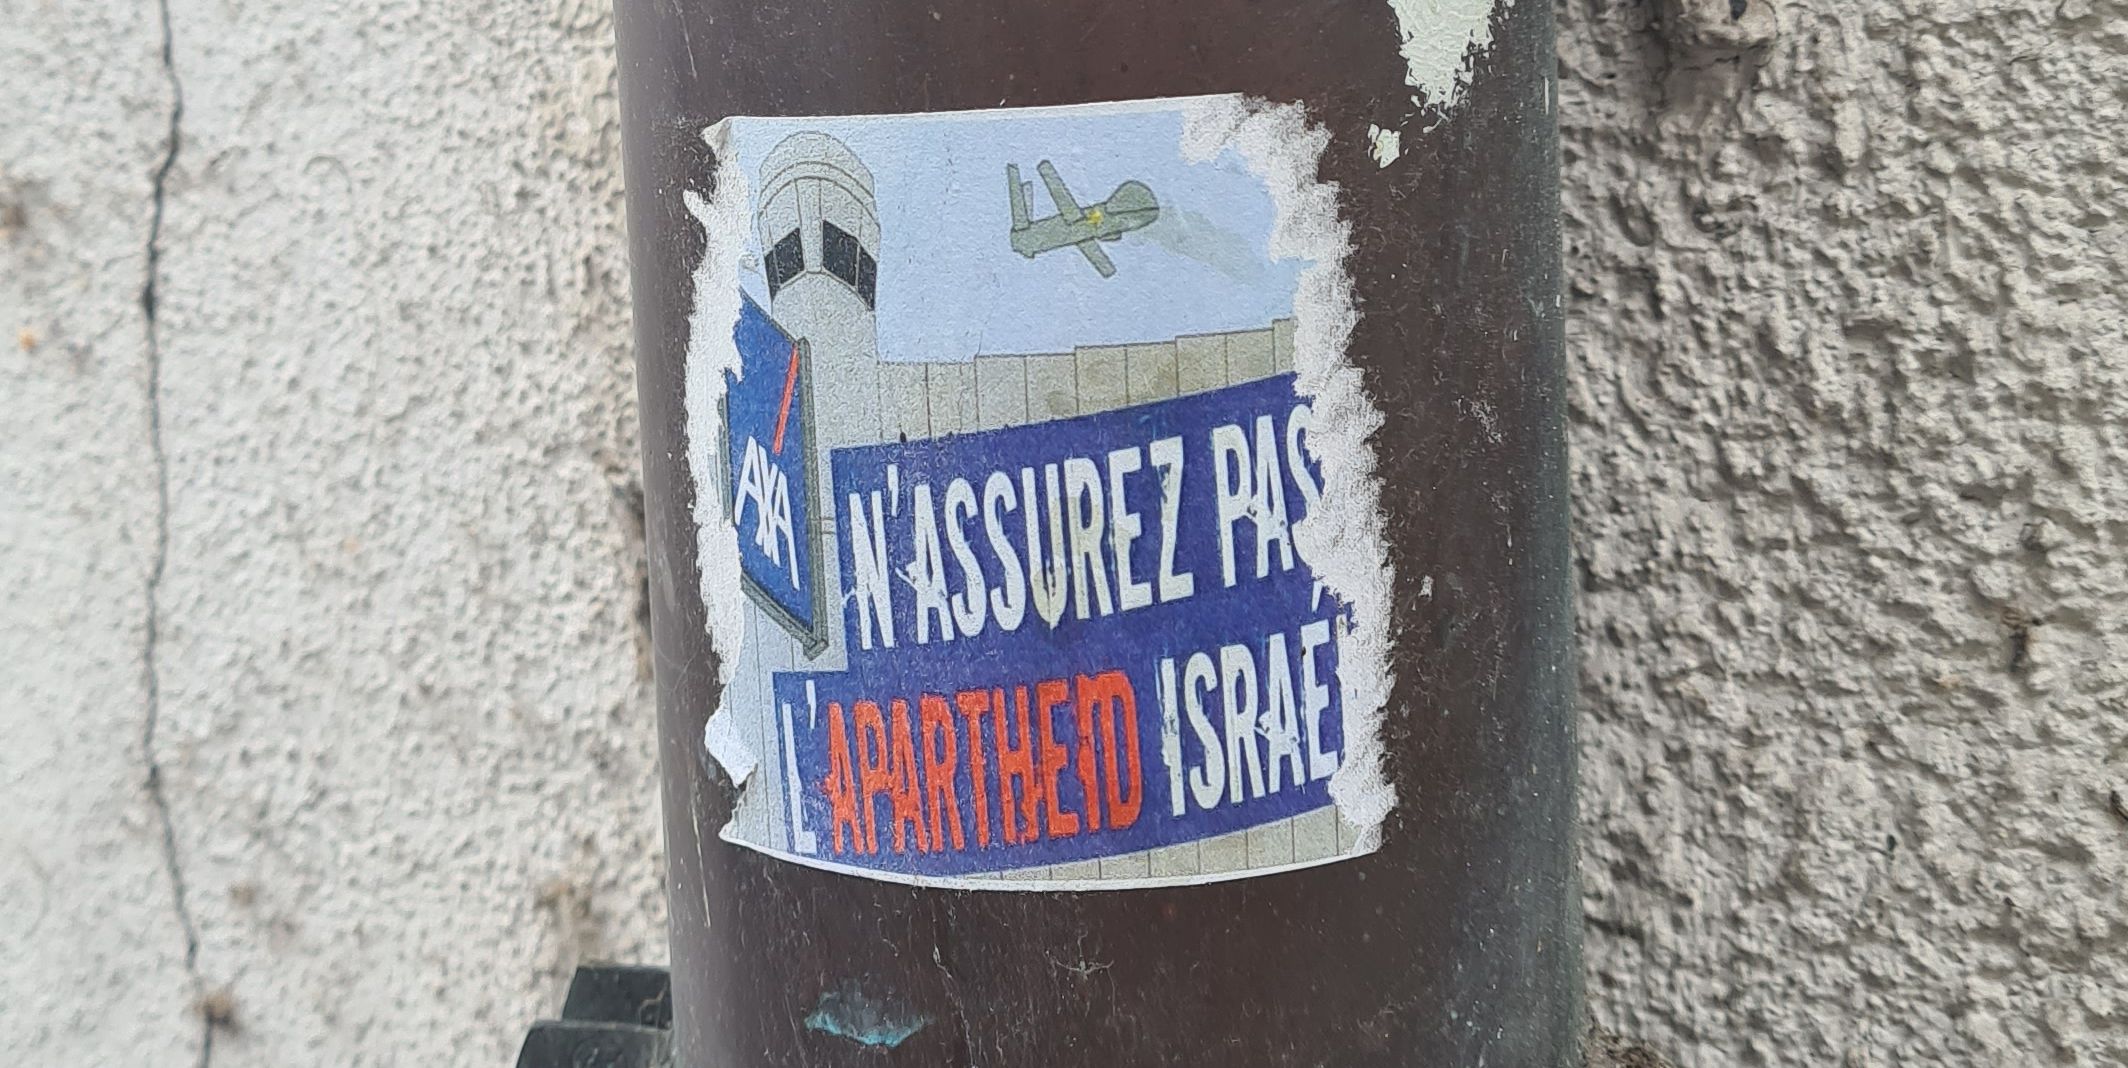 AXA
N'ASSUREZ PAS
L'APARTHEID ISRAÉ